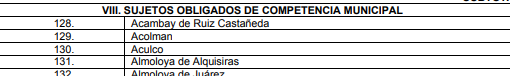 VIII. SUJETOS OBLIGADOS DE COMPETENCIA MUNICIPAL
128. Acambay de Ruiz Castañeda
129. Acolman
130. Aculco
131. Almoloya de Alquisiras
132. Almoloya de Juárez